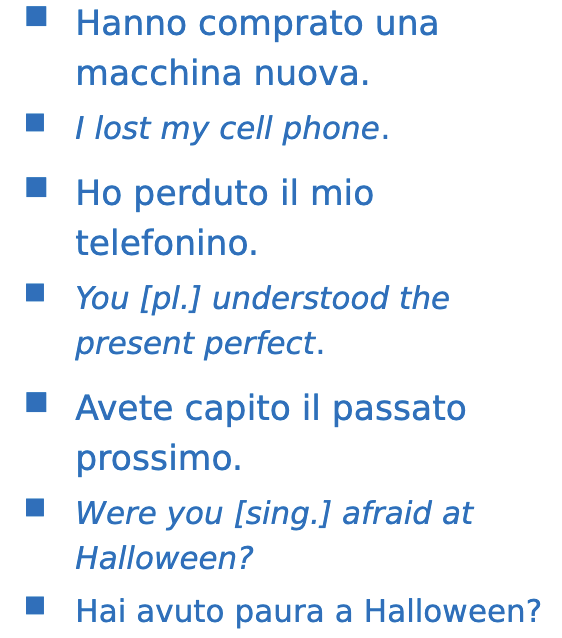 Hanno comprato una
macchina nuova.
I lost my cell phone.
Ho perduto il mio
telefonino.
You [pl.] understood the
present perfect.
Avete capito il passato
prossimo.
Were you [sing.] afraid at
Halloween?
Hai avuto paura a Halloween?